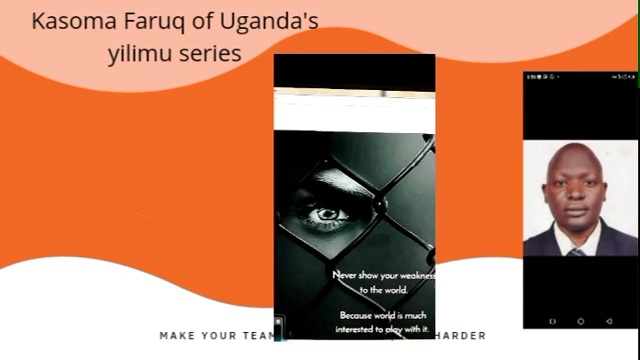 Kasoma Faruq of Uganda's
yilimu series
Never show your weakness
to the world.
Because world is much
interested to play with it.
MAKE YOUR TEAM HARDER